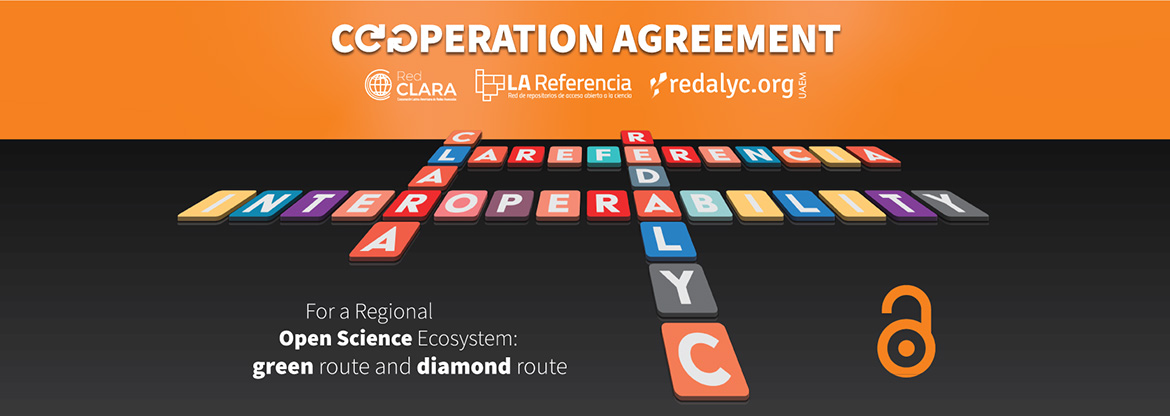 COOPERATION AGREEMENT
Red
CLARA
LA Referencia
Red de repositorios de acceso abierto a la ciencia
redalyc.org
UAEM
CLARA
LAREFERENCIA
REDALYC
INTEROPERABILITY
For a Regional
Open Science Ecosystem:
green route and diamond route